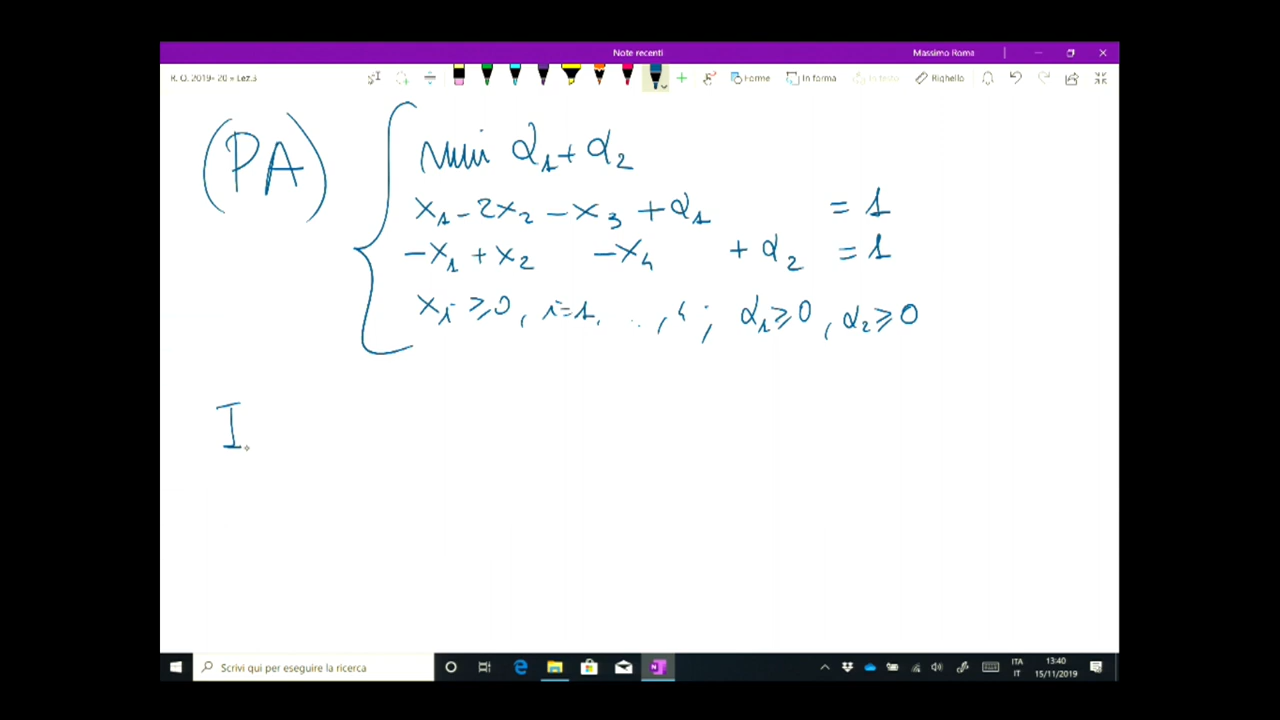 Note recenti
Massimo Roma
R. O. 2019-20 » Lez.3
Forme
In forma
In testo
Righello
(PA)
min α₁ + α₂
x₁ - 2x₂ - x₃ + α₁ = 1
-x₁ + x₂ - x₄ + α₂ = 1
xᵢ ≥ 0, i = 1, ..., 4; α₁ ≥ 0, α₂ ≥ 0
I
Scrivi qui per eseguire la ricerca
ITA
IT
13:40
15/11/2019